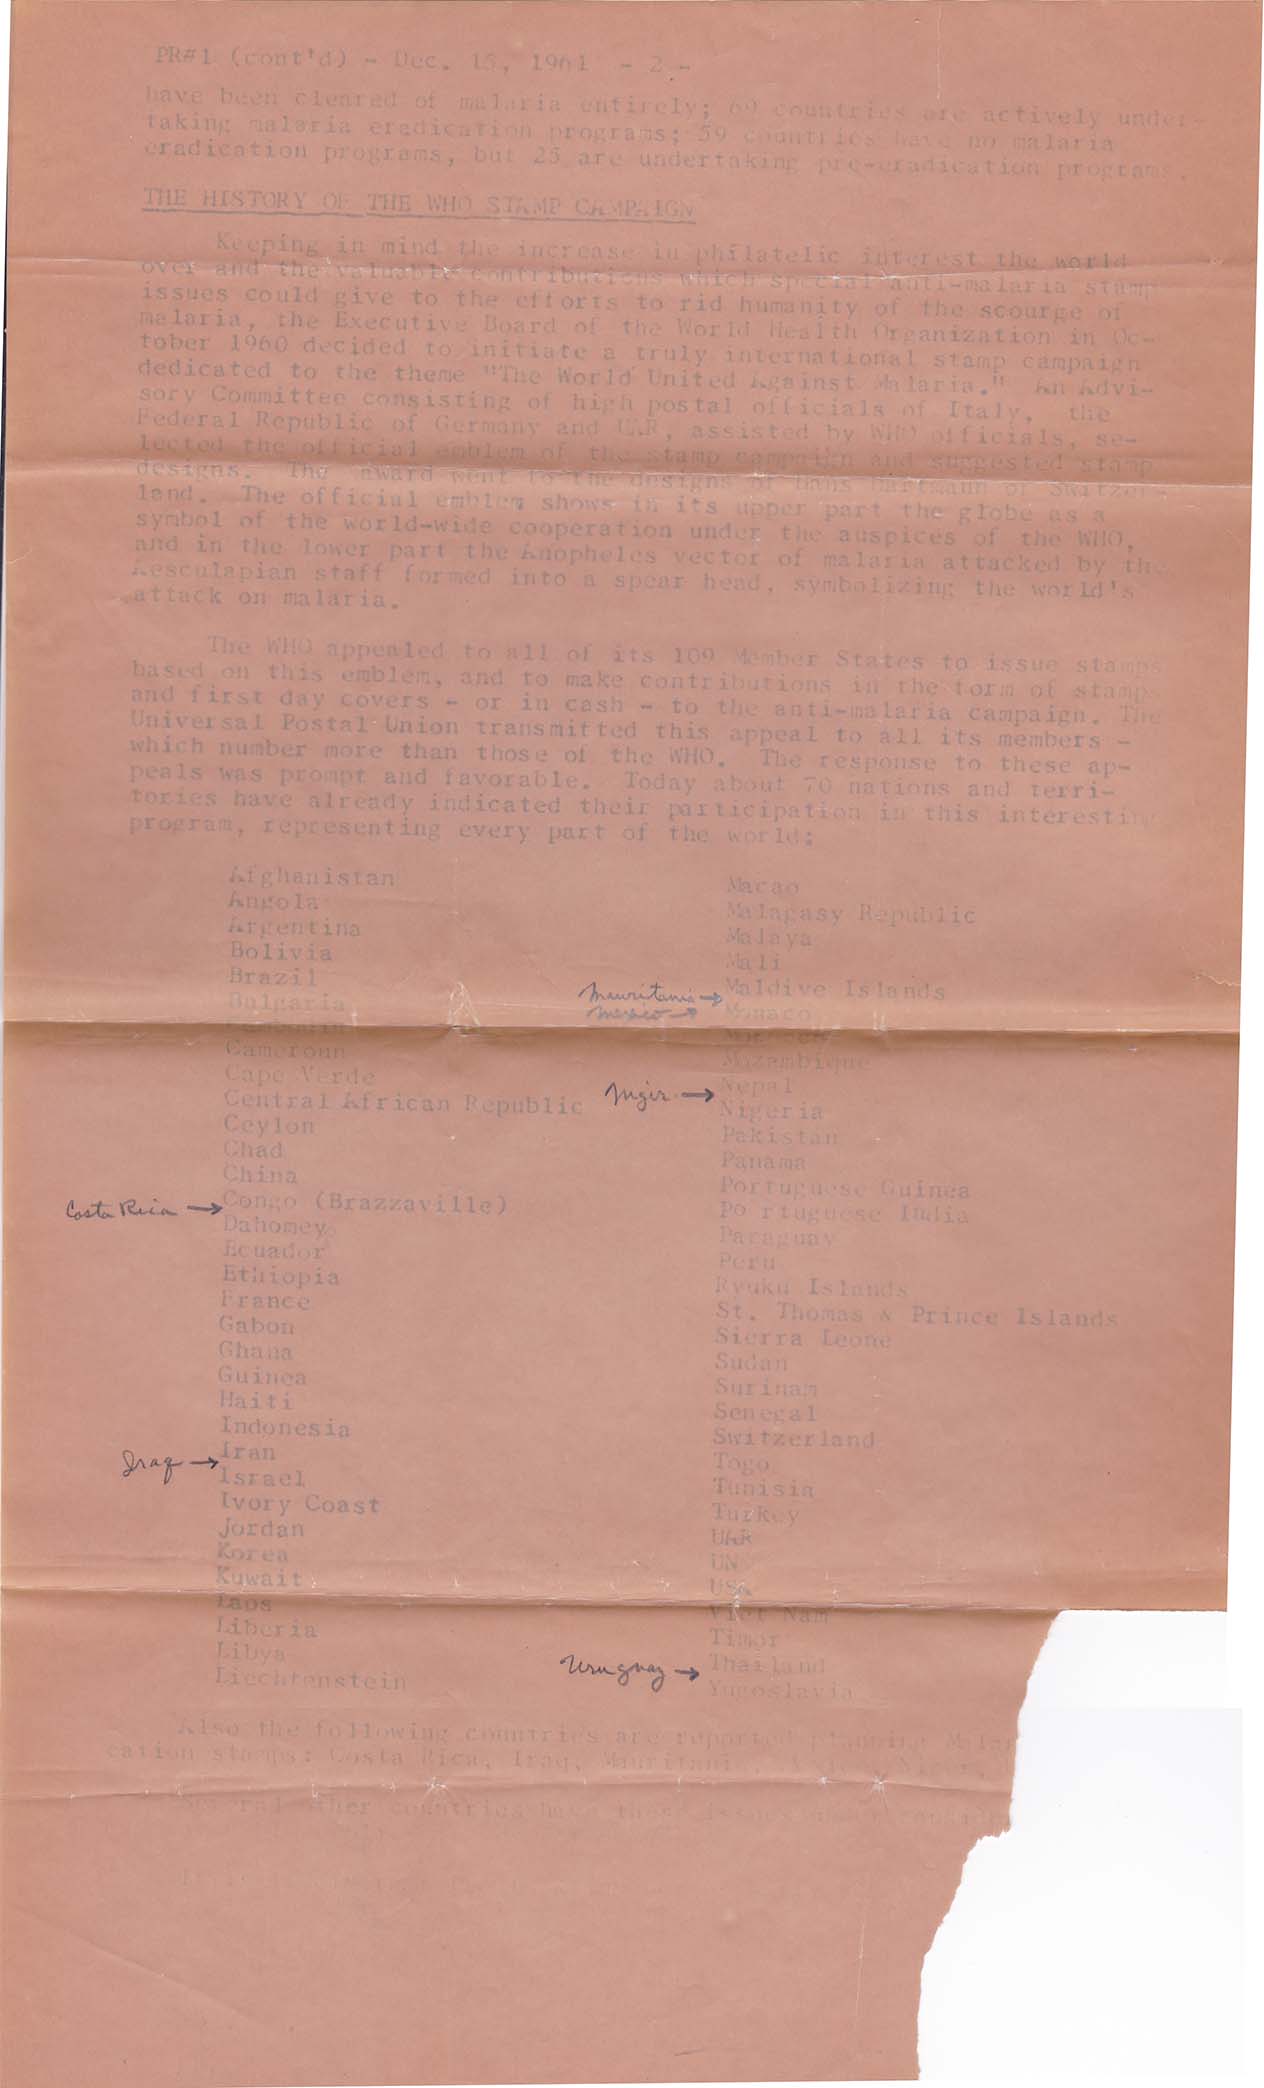 PR#1 (cont'd) - Dec. 15, 1961 - 2 -
have been cleared of malaria entirely; 69 countries are actively under-
taking malaria eradication programs; 59 countries have no malaria
eradication programs, but 25 are undertaking pre-eradication programs.
THE HISTORY OF THE WHO STAMP CAMPAIGN
Keeping in mind the increase in philatelic interest the world
over and the valuable contributions which special anti-malaria stamp
issues could give to the efforts to rid humanity of the scourge of
malaria, the Executive Board of the World Health Organization in Oc-
tober 1960 decided to initiate a truly international stamp campaign
dedicated to the theme "The World United Against Malaria." An Advi-
sory Committee consisting of high postal officials of Italy, the
Federal Republic of Germany and UAR, assisted by WHO officials, se-
lected the official emblem of the stamp campaign and suggested stamp
designs. The award went to the designs of Hans Hartmann of Switzer-
land. The official emblem shows in its upper part the globe as a
symbol of the world-wide cooperation under the auspices of the WHO,
and in the lower part the Anopheles vector of malaria attacked by the
Aesculapian staff formed into a spear head, symbolizing the world's
attack on malaria.
The WHO appealed to all of its 109 Member States to issue stamps
based on this emblem, and to make contributions in the form of stamps
and first day covers - or in cash - to the anti-malaria campaign. The
Universal Postal Union transmitted this appeal to all its members -
which number more than those of the WHO. The response to these ap-
peals was prompt and favorable. Today about 70 nations and terri-
tories have already indicated their participation in this interesting
program, representing every part of the world:
Afghanistan
Angola
Argentina
Bolivia
Brazil
Bulgaria
Cambodia
Cameroun
Cape Verde
Central African Republic
Ceylon
Chad
China
Costa Rica →
Congo (Brazzaville)
Dahomey
Ecuador
Ethiopia
France
Gabon
Ghana
Guinea
Haiti
Indonesia
Iran
Iraq →
Israel
Ivory Coast
Jordan
Korea
Kuwait
Laos
Liberia
Libya
Liechtenstein
Macao
Malagasy Republic
Malaya
Mali
Maldive Islands
Mauritania →
Mexico →
Monaco
Morocco
Mozambique
Nepal
Niger →
Nigeria
Pakistan
Panama
Portuguese Guinea
Po rtuguese India
Paraguay
Peru
Ryuku Islands
St. Thomas & Prince Islands
Sierra Leone
Sudan
Surinam
Senegal
Switzerland
Togo
Tunisia
Turkey
UAR
UN
USA
Viet Nam
Timor
Thailand
Uruguay →
Yugoslavia
Also the following countries are reported planning
cation stamps: Costa Rica, Iraq, Mauritania, Mexico, Niger,
Several other countries have these issues under